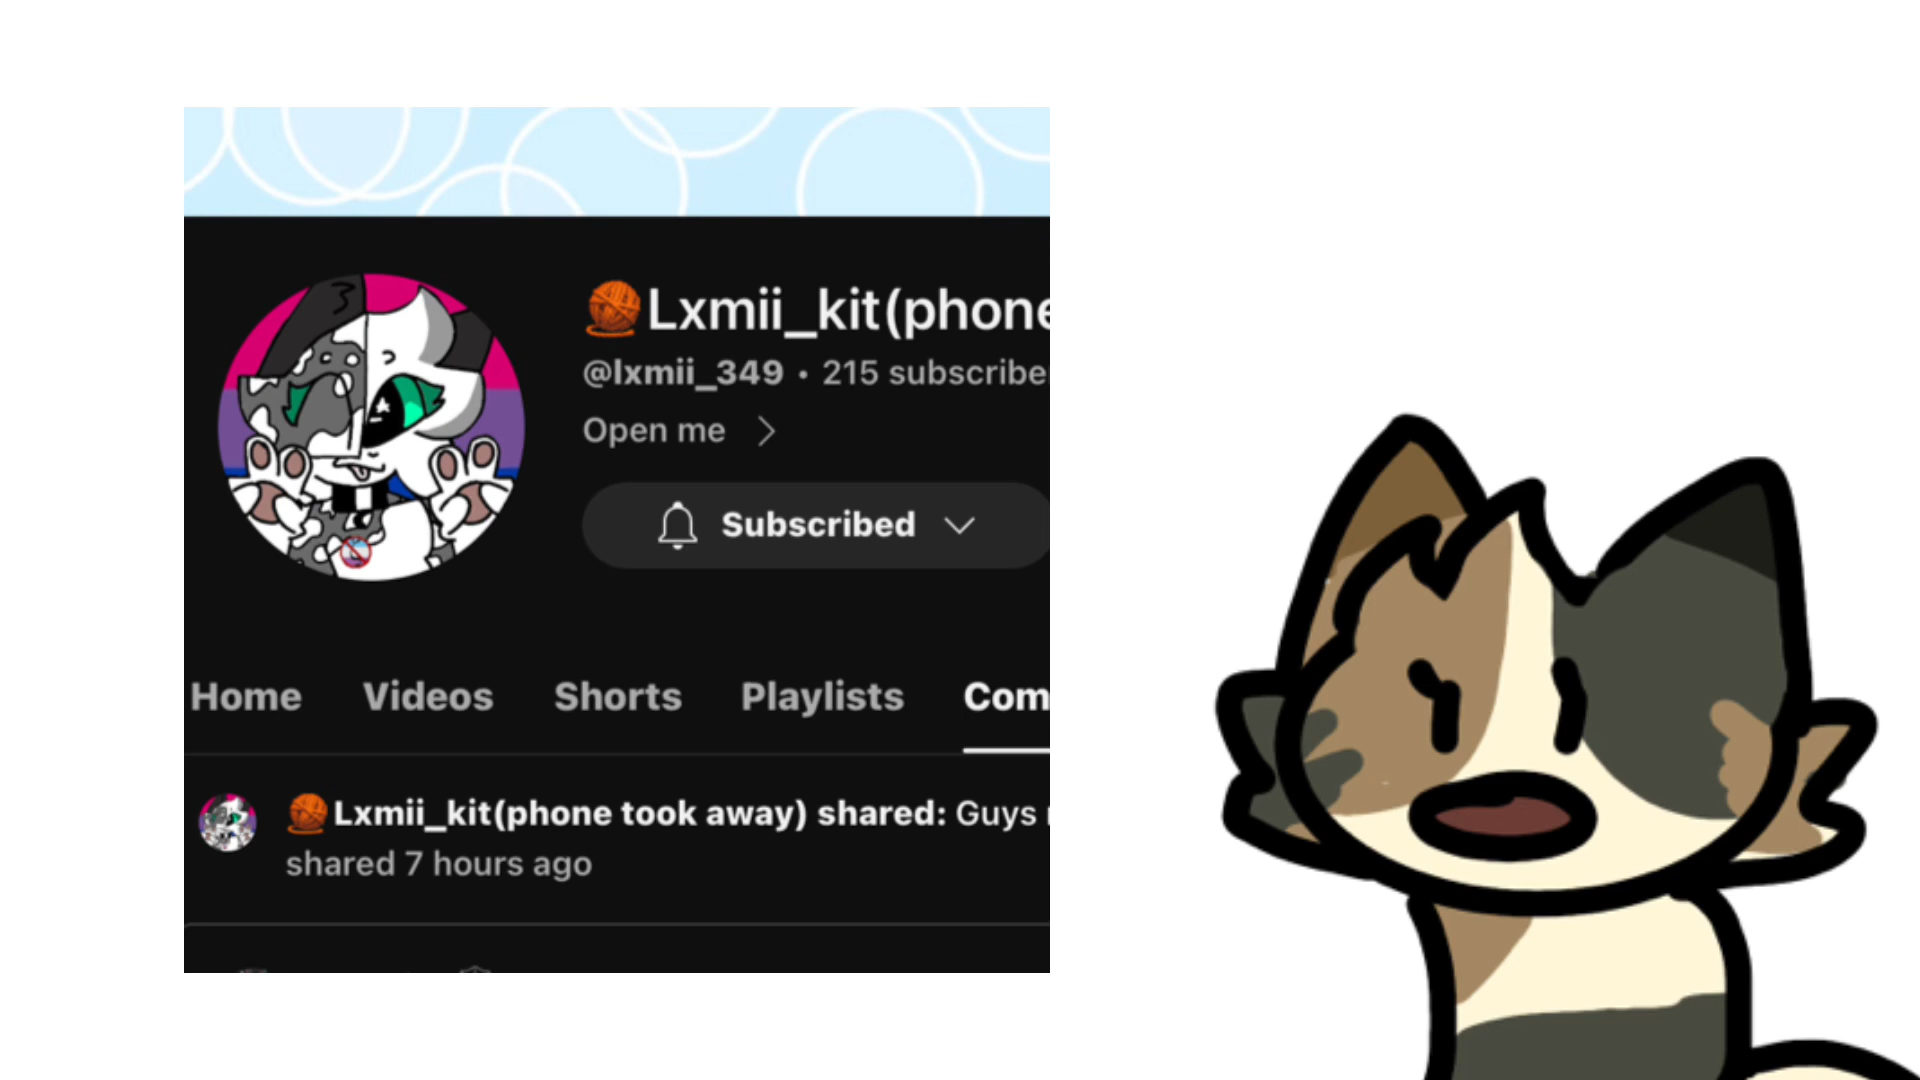 🧶Lxmii_kit(phone
@lxmii_349 • 215 subscribe
Open me >
Subscribed
Home Videos Shorts Playlists Com
🧶Lxmii_kit(phone took away) shared: Guys
shared 7 hours ago